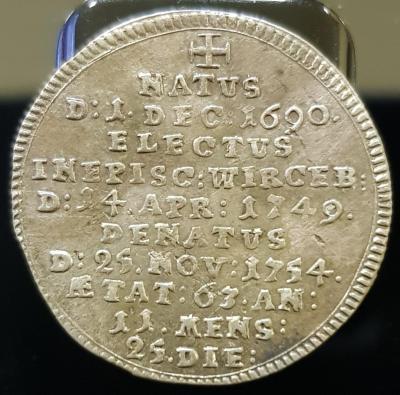 NATUS
D: 1. DEC: 1690.
ELECTUS
IN EPISC: WIRCEB:
D: 14. APR: 1749.
DENATUS
D: 25. NOV: 1754.
ÆTAT: 63. AN:
11. MENS:
25. DIE: